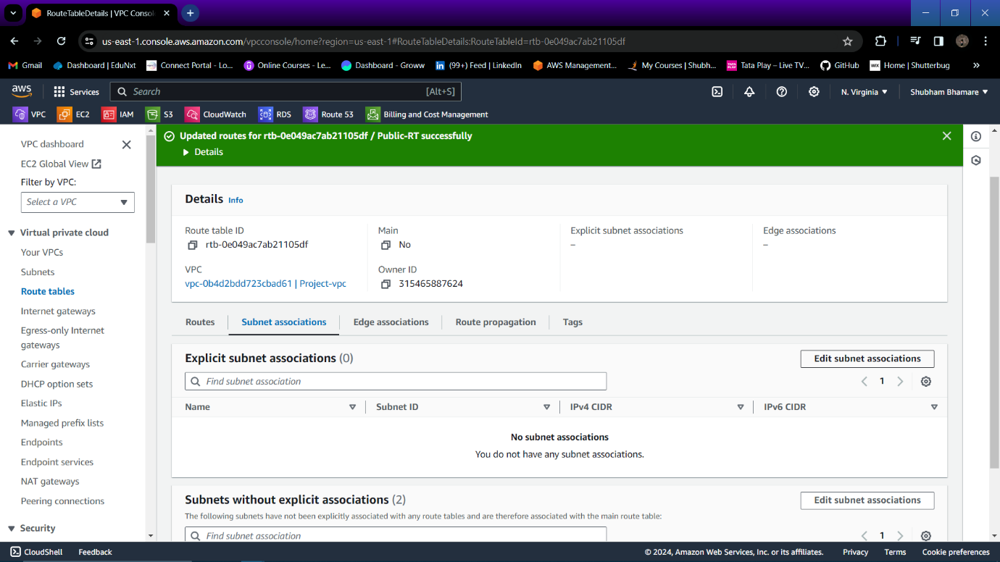 RouteTableDetails | VPC Consol
us-east-1.console.aws.amazon.com/vpcconsole/home?region=us-east-1#RouteTableDetails:RouteTableId=rtb-0e049ac7ab21105df
Gmail Dashboard | EduNxt Connect Portal - Lo... Online Courses - Le... Dashboard - Groww (99+) Feed | LinkedIn AWS Management... My Courses | Shubh... Tata Play – Live TV... GitHub Home | Shutterbug
aws Services Search [Alt+S] N. Virginia Shubham Bhamare
VPC EC2 IAM S3 CloudWatch RDS Route 53 Billing and Cost Management
VPC dashboard
EC2 Global View
Filter by VPC:
Select a VPC
Virtual private cloud
Your VPCs
Subnets
Route tables
Internet gateways
Egress-only Internet
gateways
Carrier gateways
DHCP option sets
Elastic IPs
Managed prefix lists
Endpoints
Endpoint services
NAT gateways
Peering connections
Security
Updated routes for rtb-0e049ac7ab21105df / Public-RT successfully
Details
Details Info
Route table ID
rtb-0e049ac7ab21105df
Main
No
Explicit subnet associations
–
Edge associations
–
VPC
vpc-0b4d2bdd723cbad61 | Project-vpc
Owner ID
315465887624
Routes Subnet associations Edge associations Route propagation Tags
Explicit subnet associations (0) Edit subnet associations
Find subnet association 1
Name Subnet ID IPv4 CIDR IPv6 CIDR
No subnet associations
You do not have any subnet associations.
Subnets without explicit associations (2) Edit subnet associations
The following subnets have not been explicitly associated with any route tables and are therefore associated with the main route table:
Find subnet association 1
CloudShell Feedback © 2024, Amazon Web Services, Inc. or its affiliates. Privacy Terms Cookie preferences